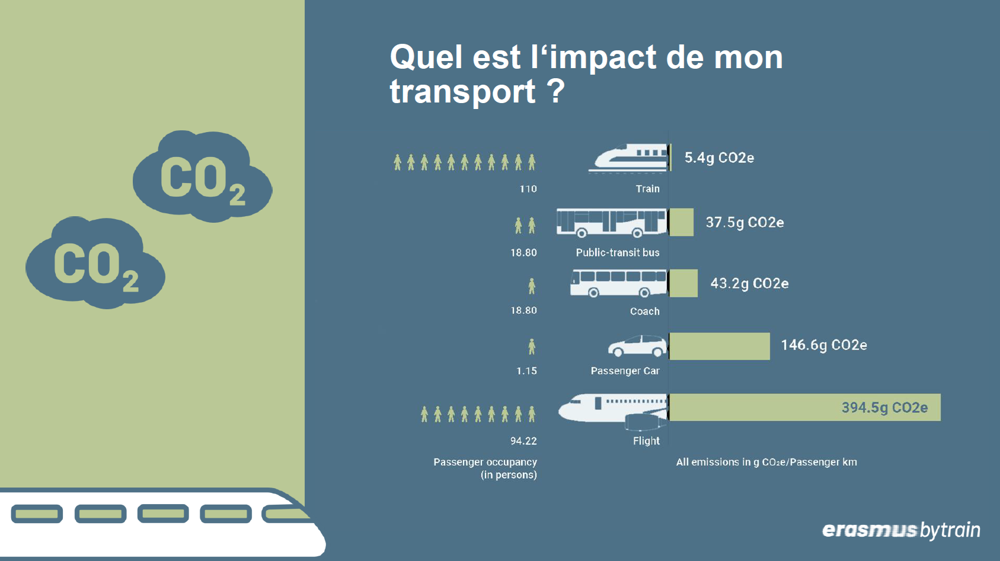 Quel est l‘impact de mon
transport ?
CO2
CO2
5.4g CO2e
110
Train
37.5g CO2e
18.80
Public-transit bus
43.2g CO2e
18.80
Coach
146.6g CO2e
1.15
Passenger Car
394.5g CO2e
94.22
Flight
Passenger occupancy
(in persons)
All emissions in g CO₂e/Passenger km
erasmusbytrain